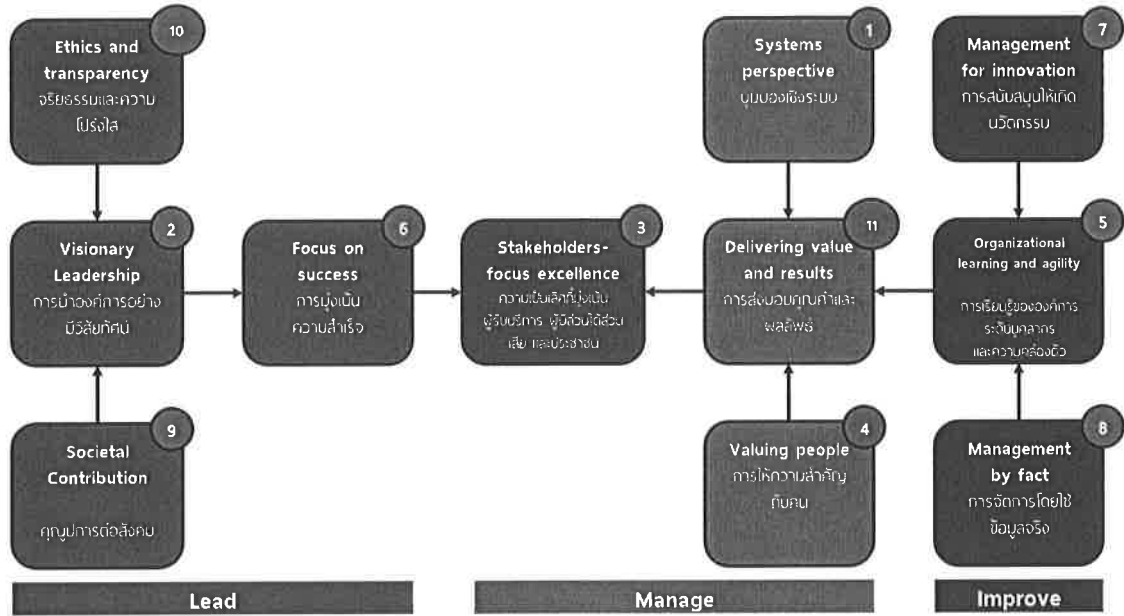 10
Ethics and
transparency
จริยธรรมและความ
โปร่งใส
1
Systems
perspective
มุมมองเชิงระบบ
7
Management
for innovation
การสนับสนุนให้เกิด
นวัตกรรม
2
Visionary
Leadership
การนำองค์การอย่าง
มีวิสัยทัศน์
6
Focus on
success
การมุ่งเน้น
ความสำเร็จ
3
Stakeholders-
focus excellence
ความเป็นเลิศที่มุ่งเน้น
ผู้รับบริการ ผู้มีส่วนได้ส่วน
เสีย และประชาชน
11
Delivering value
and results
การส่งมอบคุณค่าและ
ผลลัพธ์
5
Organizational
learning and agility
การเรียนรู้ขององค์การ
ระดับบุคลากร
และความคล่องตัว
9
Societal
Contribution
คุณูปการต่อสังคม
4
Valuing people
การให้ความสำคัญ
กับคน
8
Management
by fact
การจัดการโดยใช้
ข้อมูลจริง
Lead
Manage
Improve